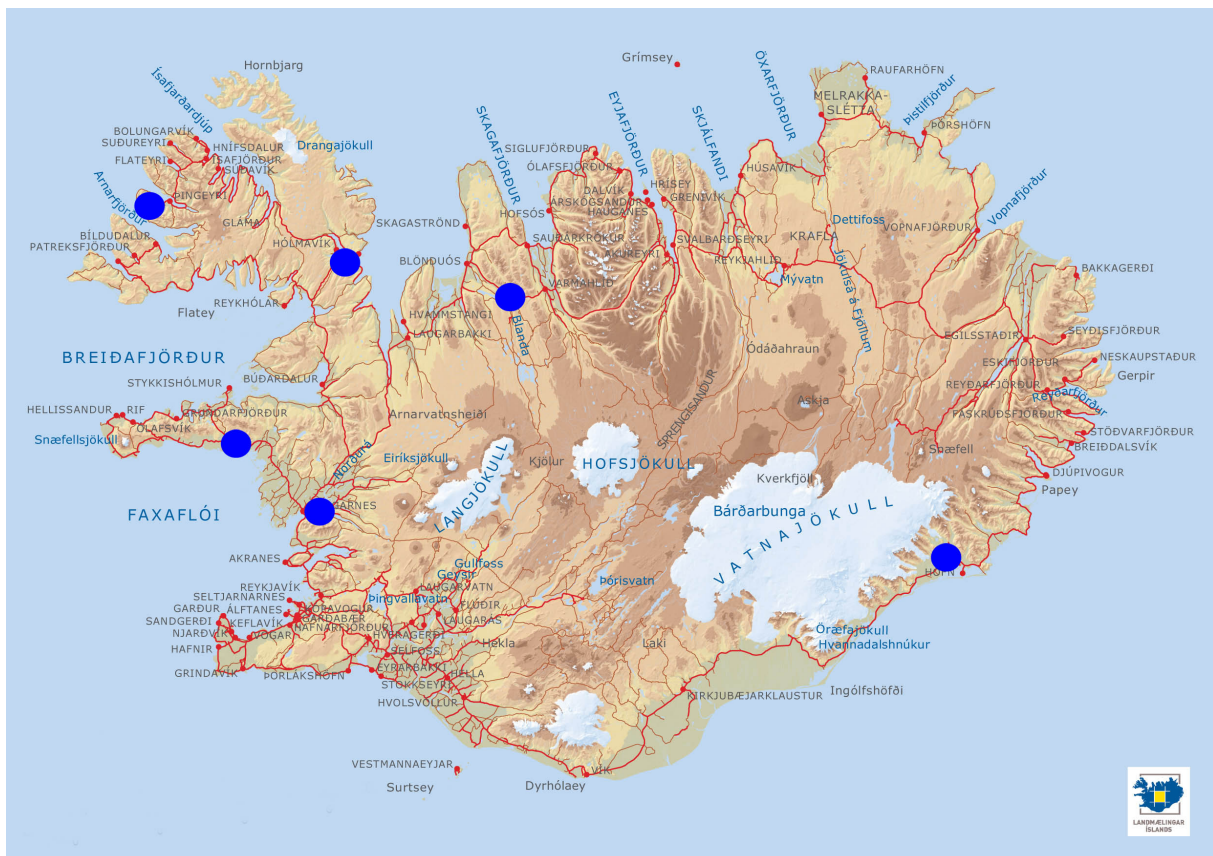 Grímsey
Hornbjarg
RAUFARHÖFN
ÖXARFJÖRÐUR
MELRAKKA-
SLÉTTA
Ísafjarðardjúp
Þistilfjörður
ÞÓRSHÖFN
BOLUNGARVÍK
SUÐUREYRI
HNÍFSDALUR
ÍSAFJÖRÐUR
FLATEYRI
SÚÐAVÍK
Drangajökull
SKAGAFJÖRÐUR
EYJAFJÖRÐUR
SKJÁLFANDI
SIGLUFJÖRÐUR
ÓLAFSFJÖRÐUR
HÚSAVÍK
Arnarfjörður
ÞINGEYRI
DALVÍK
HRÍSEY
ÁRSKÓGSANDUR
GRENIVÍK
HAUGANES
HOFSÓS
Vopnafjörður
Dettifoss
VOPNAFJÖRÐUR
GLÁMA
SKAGASTRÖND
KRAFLA
BÍLDUDALUR
PATREKSFJÖRÐUR
HÓLMAVÍK
SAUÐÁRKRÓKUR
SVALBARÐSEYRI
AKUREYRI
REYKJAHLÍÐ
BLÖNDUÓS
BAKKAGERÐI
Mývatn
VARMAHLÍÐ
Jökulsá á Fjöllum
REYKHÓLAR
Flatey
HVAMMSTANGI
LAUGARBAKKI
Blanda
EGILSSTAÐIR
SEYÐISFJÖRÐUR
BREIÐAFJÖRÐUR
Ódáðahraun
ESKIFJÖRÐUR
NESKAUPSTAÐUR
Gerpir
STYKKISHÓLMUR
BÚÐARDALUR
REYÐARFJÖRÐUR
Reyðarfjörður
SPRENGISANDUR
Askja
HELLISSANDUR
RIF
GRUNDARFJÖRÐUR
Arnarvatnsheiði
FÁSKRÚÐSFJÖRÐUR
ÓLAFSVÍK
Snæfellsjökull
STÖÐVARFJÖRÐUR
BREIÐDALSVÍK
Snæfell
Norðurá
Eiríksjökull
Kjölur
HOFSJÖKULL
DJÚPIVOGUR
Kverkfjöll
Papey
LANGJÖKULL
FAXAFLÓI
GARNES
Bárðarbunga
VATNAJÖKULL
AKRANES
Gullfoss
Geysir
HÖFN
Þórisvatn
REYKJAVÍK
SELTJARNARNES
Þingvallavatn
LAUGARVATN
GARÐUR
ÁLFTANES
KÓPAVOGUR
FLÚÐIR
SANDGERÐI
KEFLAVÍK
GARÐABÆR
LAUGARÁS
NJARÐVÍK
VOGAR
HAFNARFJÖRÐUR
HVERAGERÐI
Öræfajökull
Hvannadalshnúkur
HAFNIR
SELFOSS
Hekla
Laki
GRINDAVÍK
ÞORLÁKSHÖFN
EYRARBAKKI
HELLA
STOKKSEYRI
KIRKJUBÆJARKLAUSTUR
Ingólfshöfði
HVOLSVÖLLUR
VESTMANNAEYJAR
VÍK
Surtsey
Dyrhólaey
LANDMÆLINGAR
ÍSLANDS